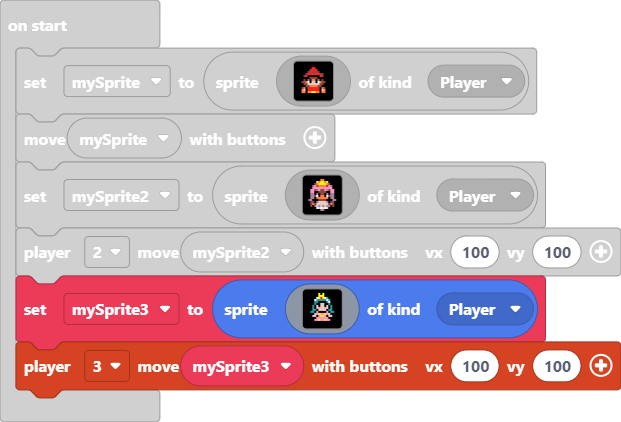 on start
set mySprite to sprite of kind Player
move mySprite with buttons
set mySprite2 to sprite of kind Player
player 2 move mySprite2 with buttons vx 100 vy 100
set mySprite3 to sprite of kind Player
player 3 move mySprite3 with buttons vx 100 vy 100